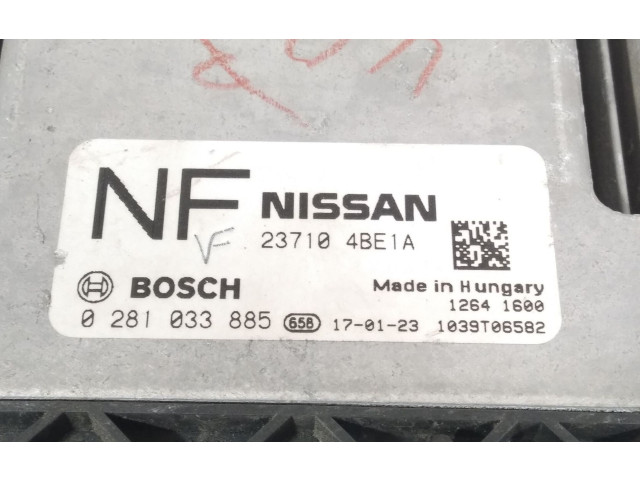 NF NISSAN
VF 23710 4BE1A
BOSCH Made in Hungary
1264 1600
0 281 033 885 658 17-01-23 1039T06582